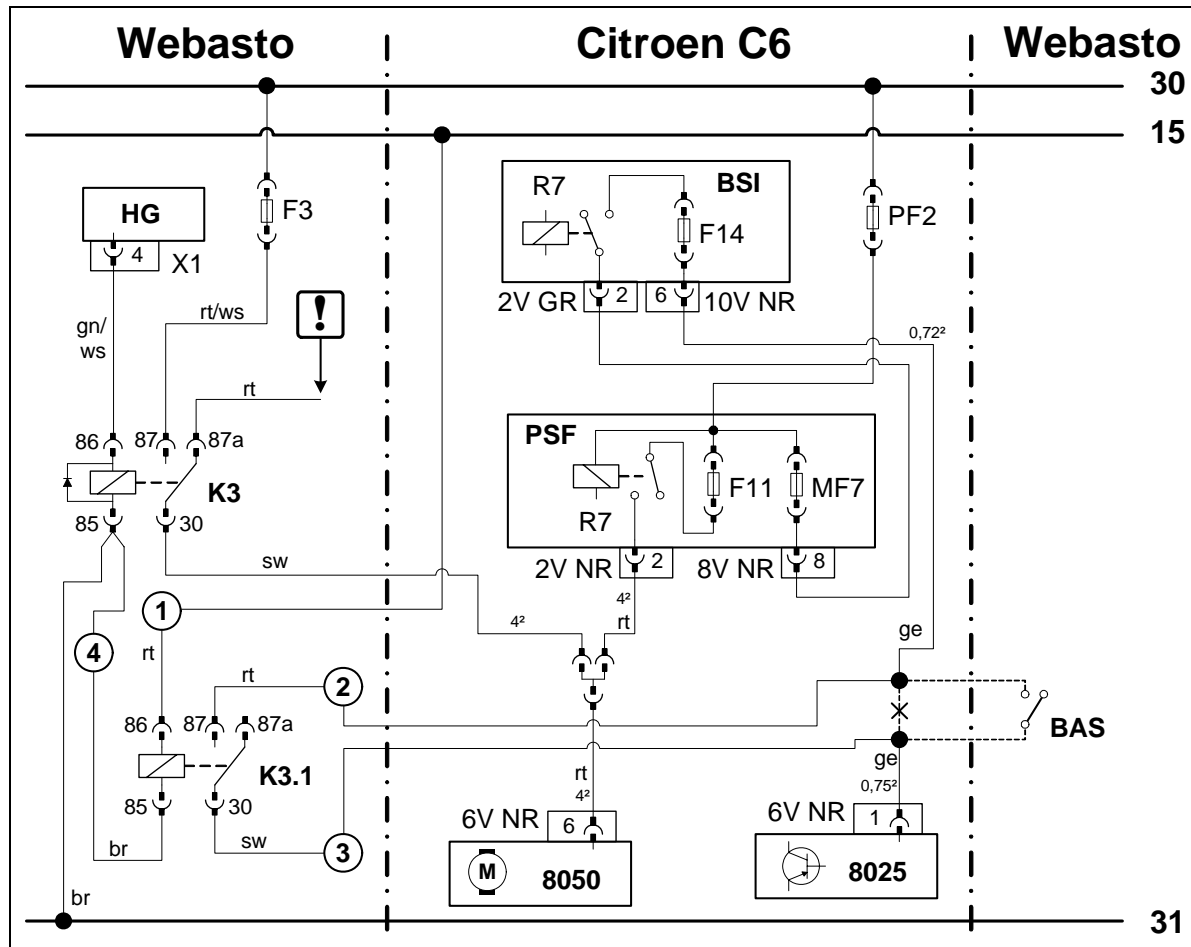 Webasto Citroen C6 Webasto
30
15
R7 BSI
HG F3 F14 PF2
4 X1
2V GR 2 6 10V NR
rt/ws !
gn/
ws
0,72²
rt
86 87 87a PSF
K3 F11 MF7
R7
85 30
sw 2V NR 2 8V NR 8
4²
1 4² rt
4 ge
rt rt 2
86 87 87a BAS
K3.1 ge
rt
85 30 4² 0,75²
6V NR 6 6V NR 1
br sw 3
M 8050 8025
br
31